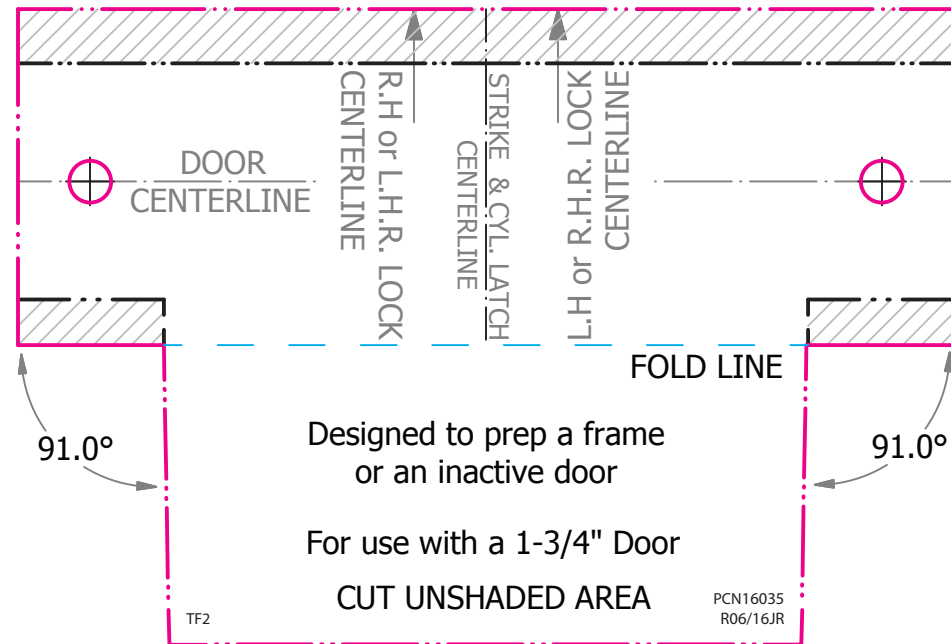 DOOR
CENTERLINE
R.H or L.H.R. LOCK
CENTERLINE
STRIKE & CYL. LATCH
CENTERLINE
L.H or R.H.R. LOCK
CENTERLINE
FOLD LINE
91.0°
91.0°
Designed to prep a frame
or an inactive door
For use with a 1-3/4" Door
CUT UNSHADED AREA
TF2
PCN16035
R06/16JR